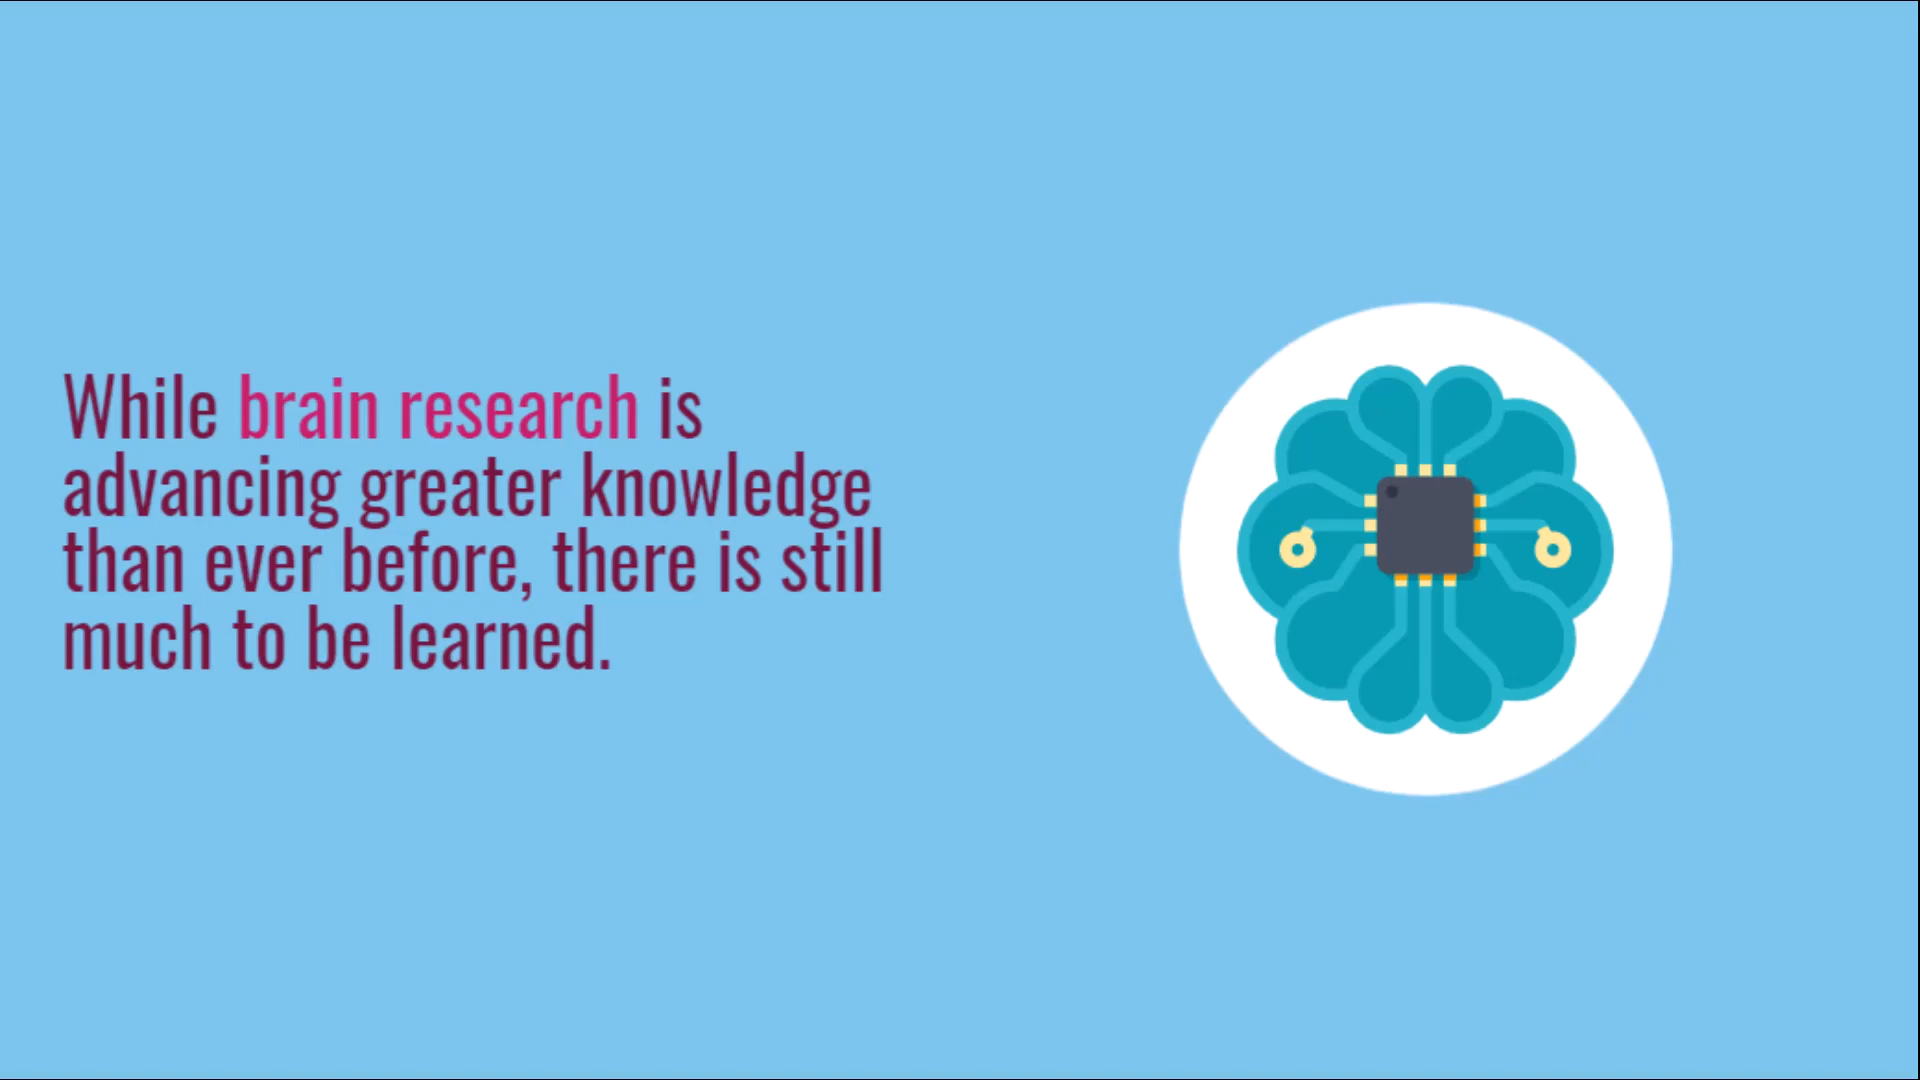 While brain research is
advancing greater knowledge
than ever before, there is still
much to be learned.